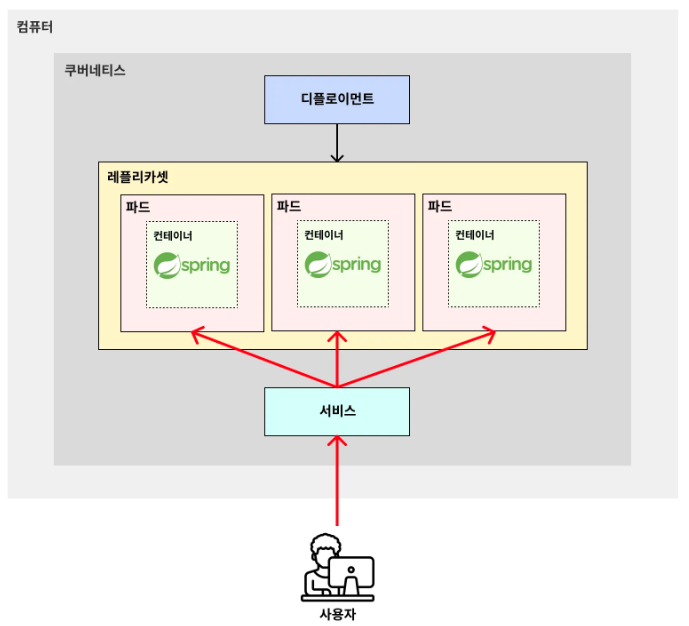 컴퓨터
쿠버네티스
디플로이먼트
레플리카셋
파드
컨테이너
spring
파드
컨테이너
spring
파드
컨테이너
spring
서비스
사용자